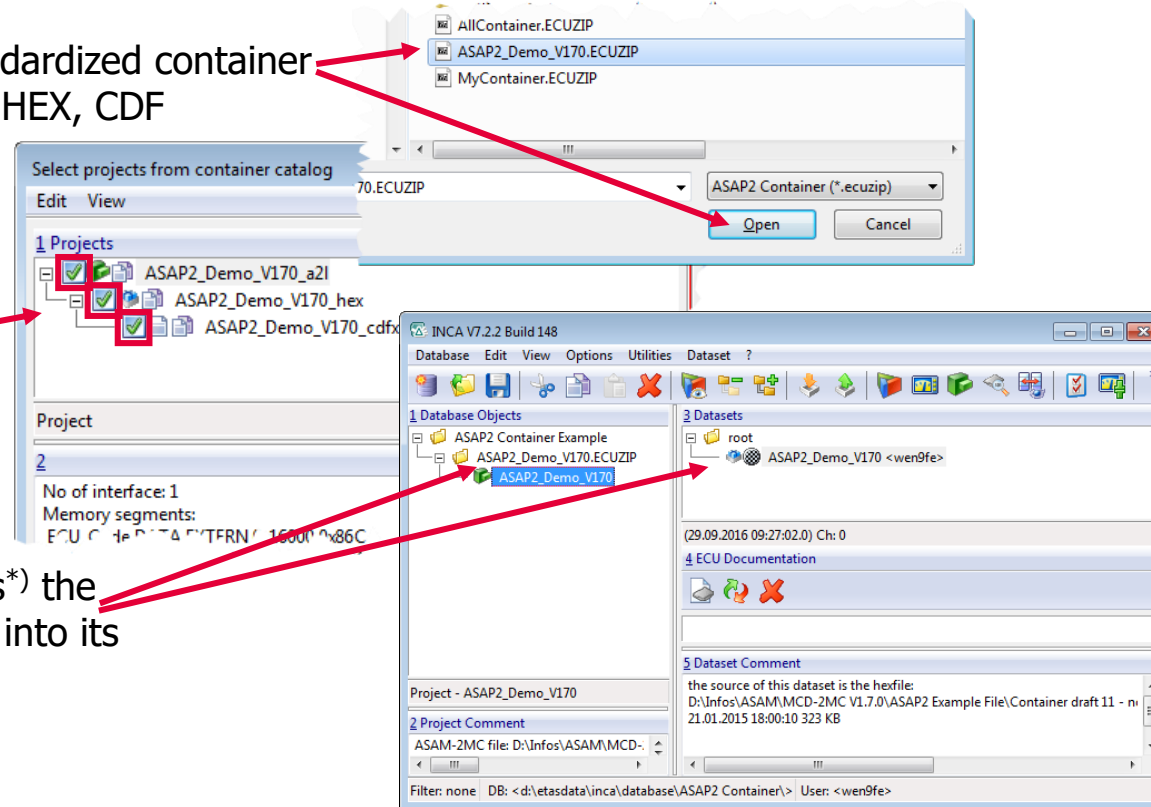 AllContainer.ECUZIP
ASAP2_Demo_V170.ECUZIP
MyContainer.ECUZIP
dardized container
HEX, CDF
70.ECUZIP
ASAP2 Container (*.ecuzip)
Open
Cancel
Select projects from container catalog
Edit View
1 Projects
ASAP2_Demo_V170_a2l
ASAP2_Demo_V170_hex
ASAP2_Demo_V170_cdfx
Project
2
No of interface: 1
Memory segments:
s*) the
into its
INCA V7.2.2 Build 148
Database Edit View Options Utilities Dataset ?
1 Database Objects
ASAP2 Container Example
ASAP2_Demo_V170.ECUZIP
ASAP2_Demo_V170
Project - ASAP2_Demo_V170
2 Project Comment
ASAM-2MC file: D:\Infos\ASAM\MCD-
3 Datasets
root
ASAP2_Demo_V170 <wen9fe>
(29.09.2016 09:27:02.0) Ch: 0
4 ECU Documentation
5 Dataset Comment
the source of this dataset is the hexfile:
D:\Infos\ASAM\MCD-2MC V1.7.0\ASAP2 Example File\Container draft 11 - n
21.01.2015 18:00:10 323 KB
Filter: none DB: <d:\etasdata\inca\database\ASAP2 Container\> User: <wen9fe>